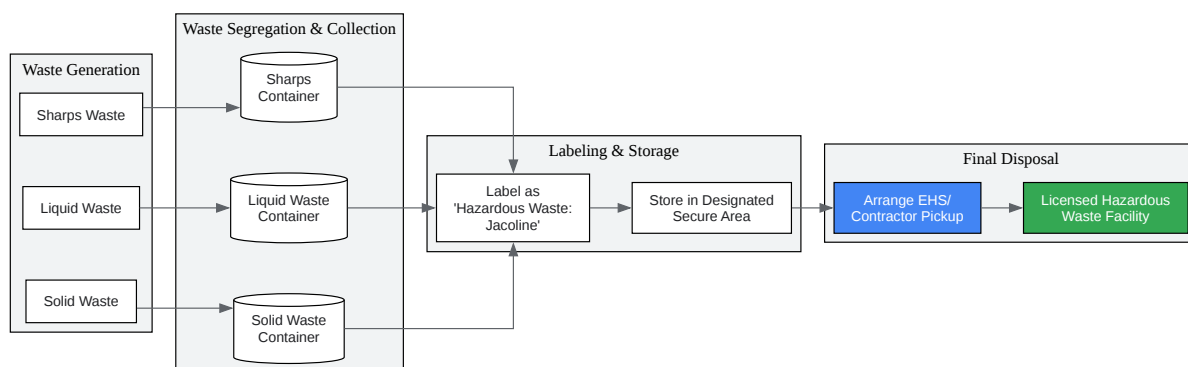 Waste Generation
Sharps Waste
Liquid Waste
Solid Waste
Waste Segregation & Collection
Sharps
Container
Liquid Waste
Container
Solid Waste
Container
Labeling & Storage
Label as
'Hazardous Waste:
Jacoline'
Store in Designated
Secure Area
Final Disposal
Arrange EHS/
Contractor Pickup
Licensed Hazardous
Waste Facility